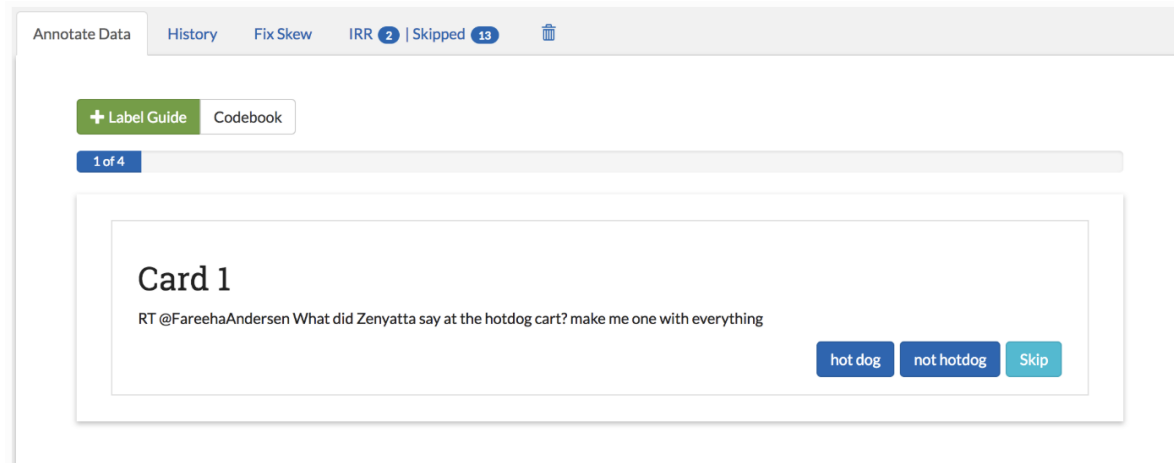 Annotate Data History Fix Skew IRR 2 | Skipped 13
+ Label Guide Codebook
1 of 4
Card 1
RT @FareehaAndersen What did Zenyatta say at the hotdog cart? make me one with everything
hot dog not hotdog Skip